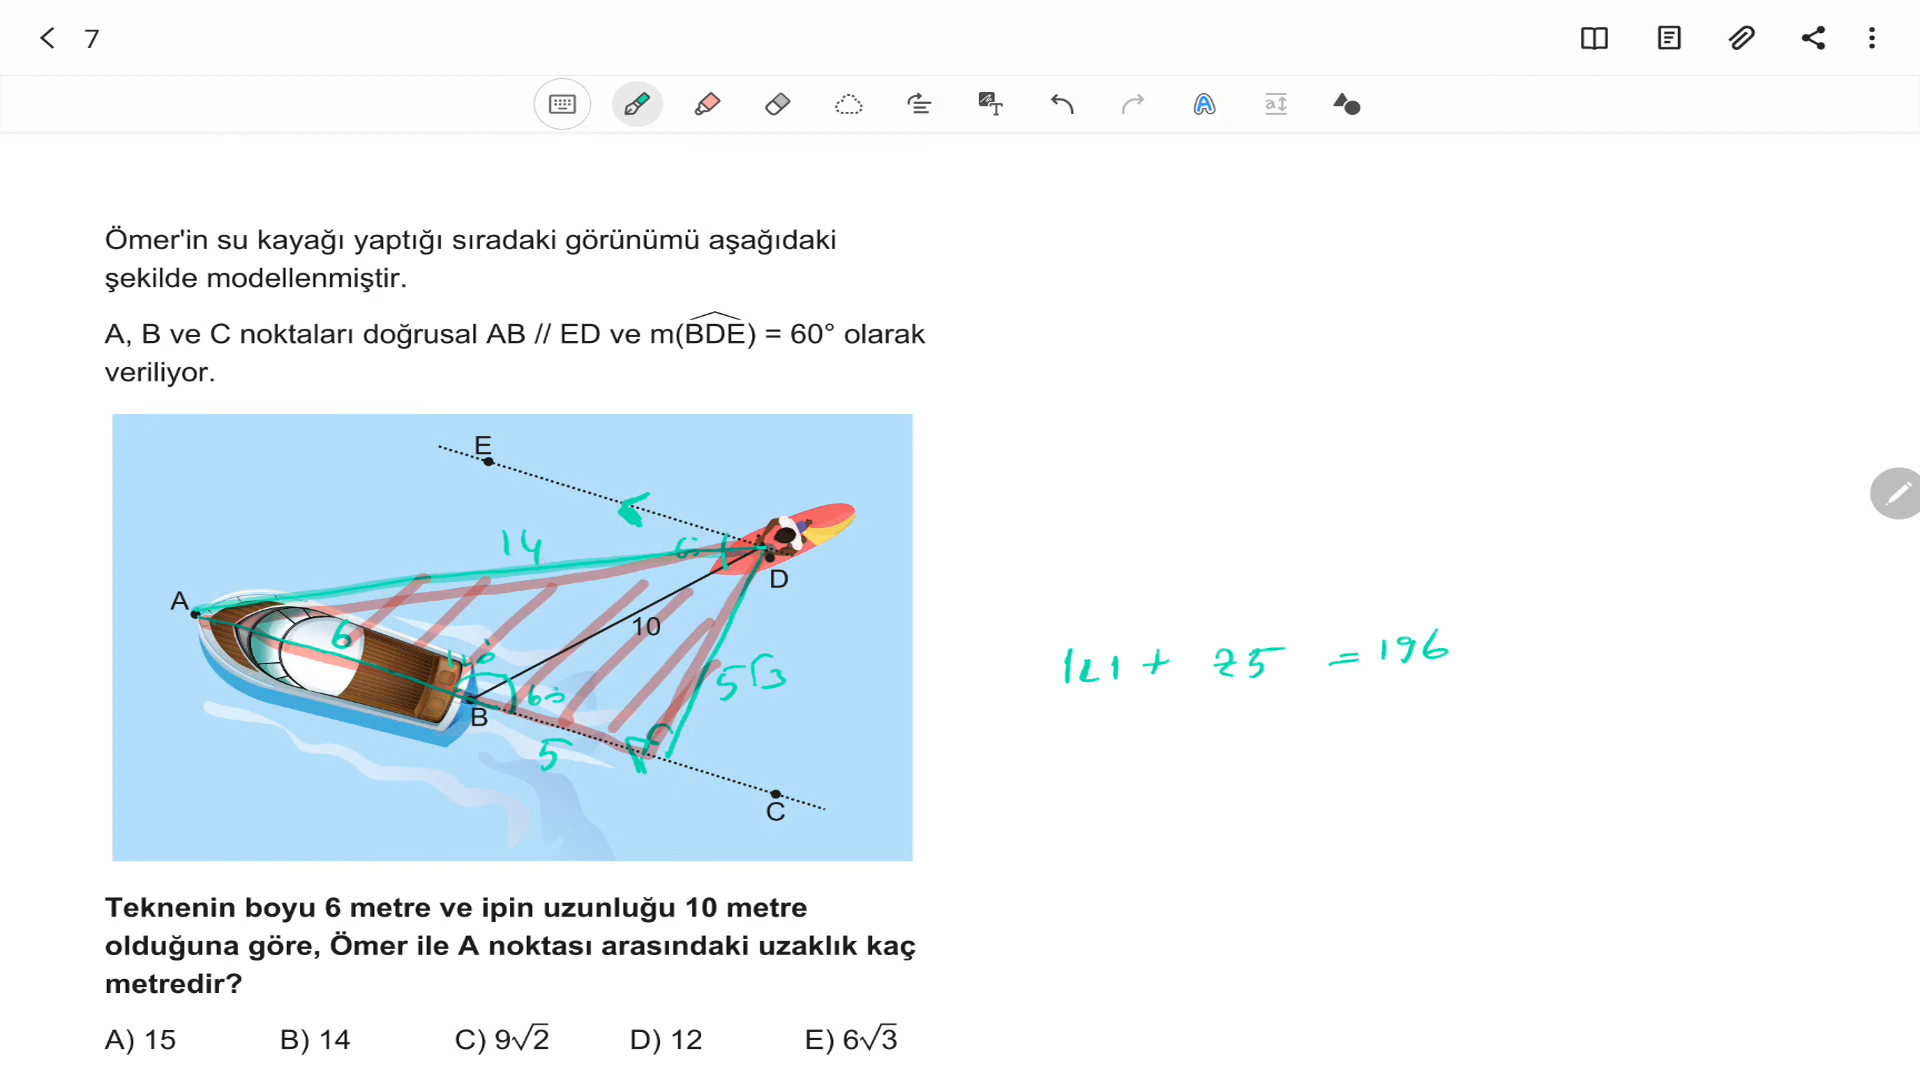 7
Ömer'in su kayağı yaptığı sıradaki görünümü aşağıdaki
şekilde modellenmiştir.
A, B ve C noktaları doğrusal AB // ED ve m(BDE) = 60° olarak
veriliyor.
E
14
D
A
6
10
5√3
60
B
5
C
121 + 75 = 196
Teknenin boyu 6 metre ve ipin uzunluğu 10 metre
olduğuna göre, Ömer ile A noktası arasındaki uzaklık kaç
metredir?
A) 15 B) 14 C) 9√2 D) 12 E) 6√3